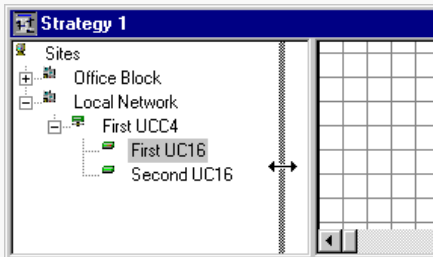 Strategy 1
Sites
Office Block
Local Network
First UCC4
First UC16
Second UC16